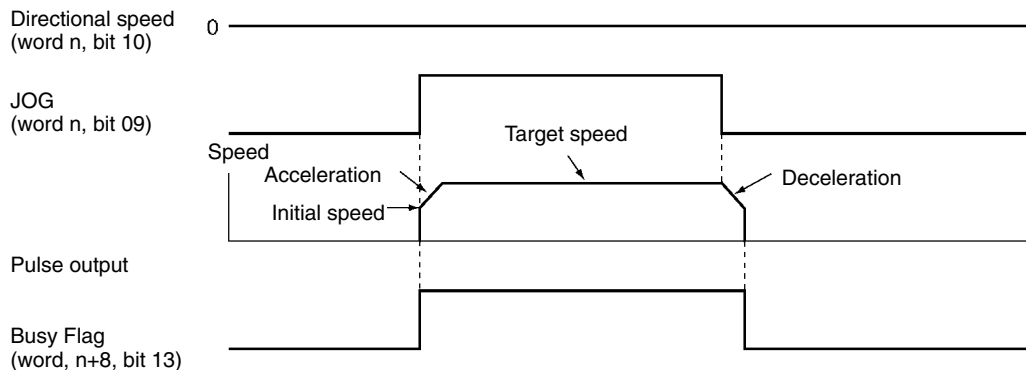 Directional speed
(word n, bit 10)
0
JOG
(word n, bit 09)
Target speed
Speed
Acceleration
Deceleration
Initial speed
Pulse output
Busy Flag
(word, n+8, bit 13)